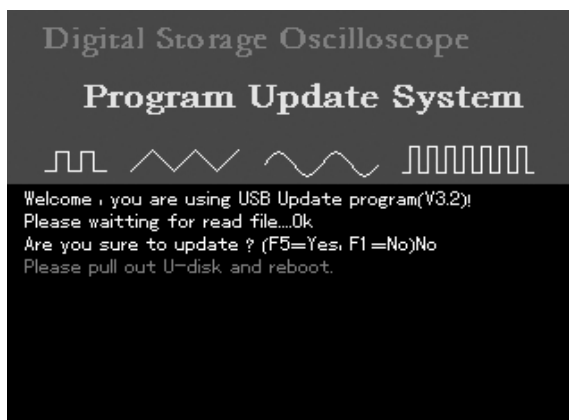 Digital Storage Oscilloscope
Program Update System
Welcome , you are using USB Update program(V3.2)!
Please waitting for read file....Ok
Are you sure to update ? (F5=Yes, F1=No)No
Please pull out U-disk and reboot.